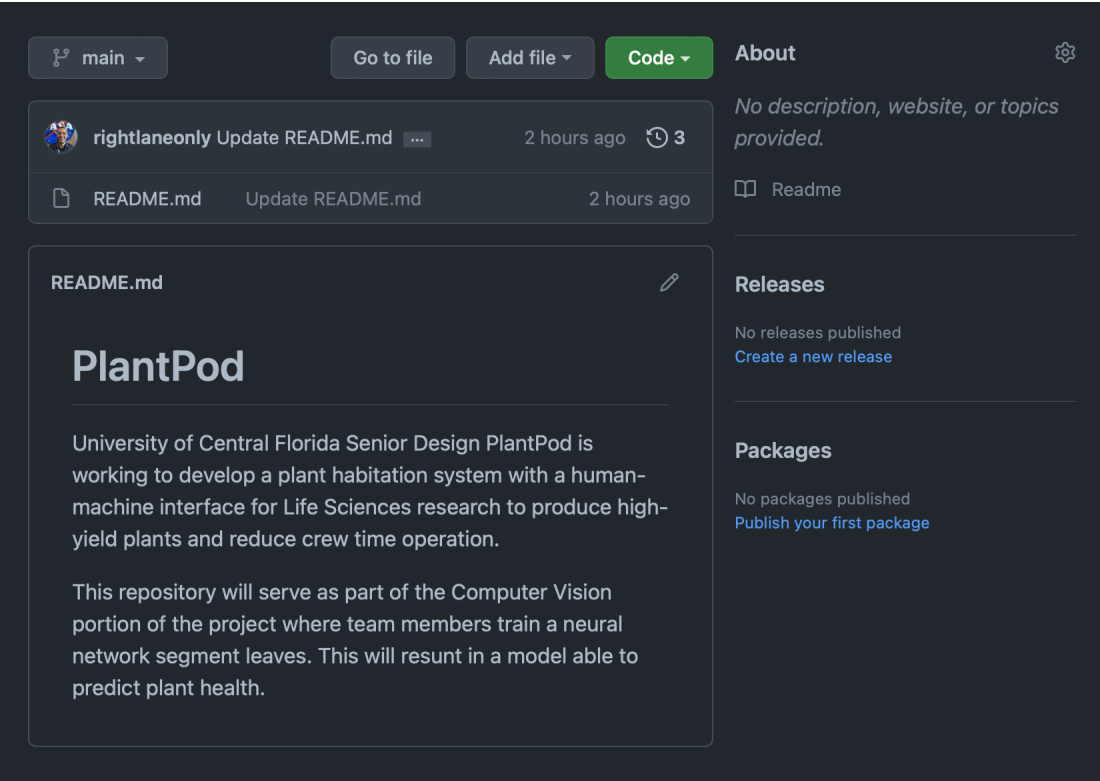 main
Go to file
Add file
Code
rightlaneonly Update README.md ... 2 hours ago 3
README.md Update README.md 2 hours ago
README.md
PlantPod
University of Central Florida Senior Design PlantPod is
working to develop a plant habitation system with a human-
machine interface for Life Sciences research to produce high-
yield plants and reduce crew time operation.
This repository will serve as part of the Computer Vision
portion of the project where team members train a neural
network segment leaves. This will resunt in a model able to
predict plant health.
About
No description, website, or topics
provided.
Readme
Releases
No releases published
Create a new release
Packages
No packages published
Publish your first package